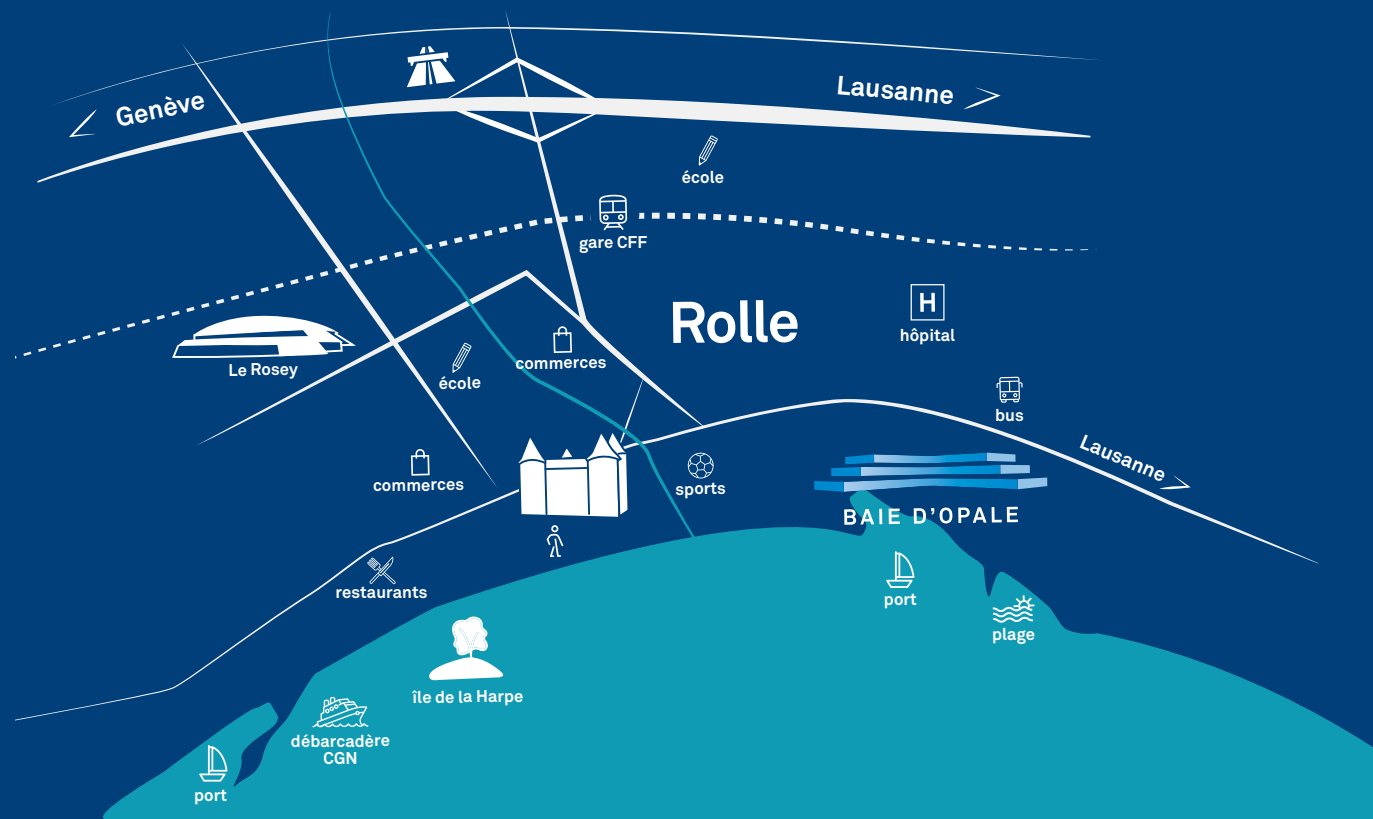 Genève
Lausanne
école
gare CFF
Rolle
H
hôpital
Le Rosey
commerces
école
bus
Lausanne
commerces
sports
BAIE D'OPALE
restaurants
port
plage
île de la Harpe
débarcadère
CGN
port